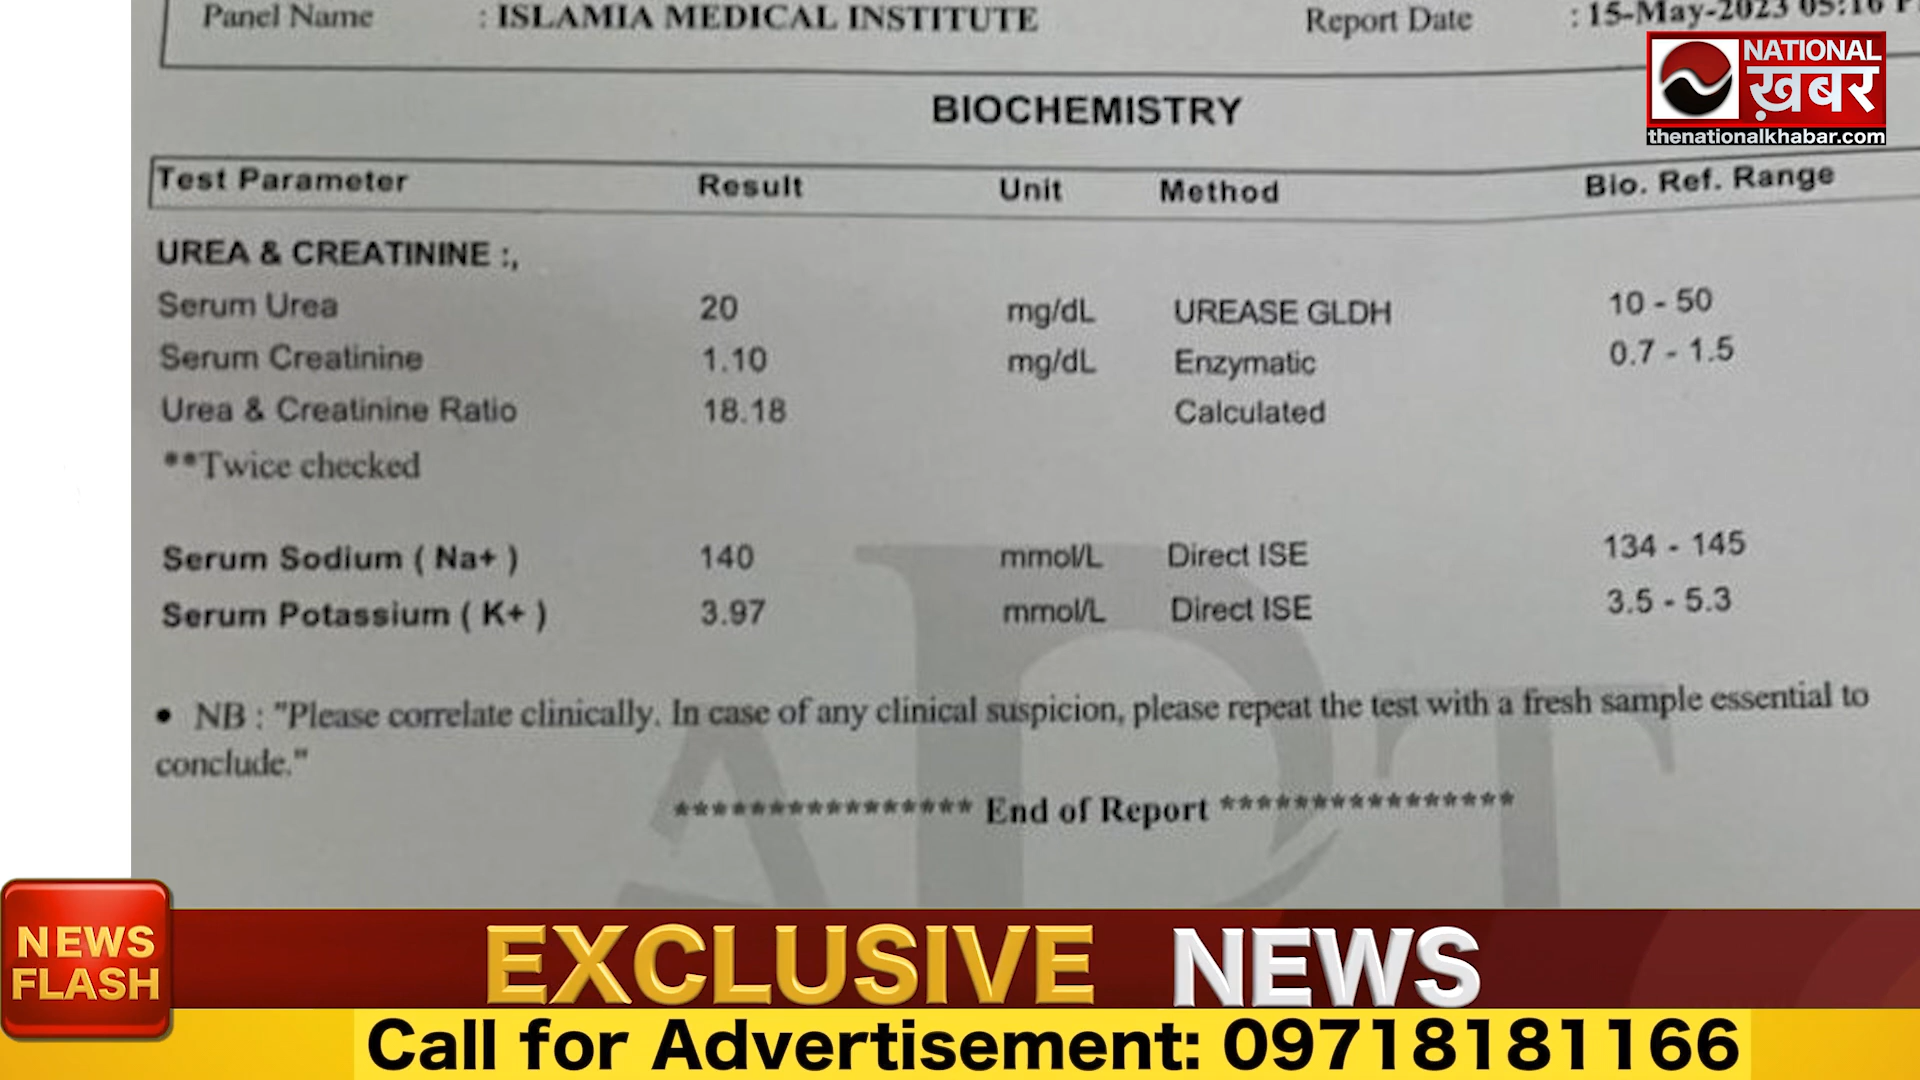 Panel Name : ISLAMIA MEDICAL INSTITUTE Report Date : 15-May-2023 05:16
NATIONAL
ख़बर
thenationalkhabar.com
BIOCHEMISTRY
Test Parameter Result Unit Method Bio. Ref. Range
UREA & CREATININE :,
Serum Urea 20 mg/dL UREASE GLDH 10 - 50
Serum Creatinine 1.10 mg/dL Enzymatic 0.7 - 1.5
Urea & Creatinine Ratio 18.18 Calculated
**Twice checked
Serum Sodium ( Na+ ) 140 mmol/L Direct ISE 134 - 145
Serum Potassium ( K+ ) 3.97 mmol/L Direct ISE 3.5 - 5.3
• NB : "Please correlate clinically. In case of any clinical suspicion, please repeat the test with a fresh sample essential to
conclude."
**************** End of Report ****************
NEWS
FLASH
EXCLUSIVE NEWS
Call for Advertisement: 09718181166